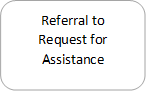 Referral to
Request for
Assistance